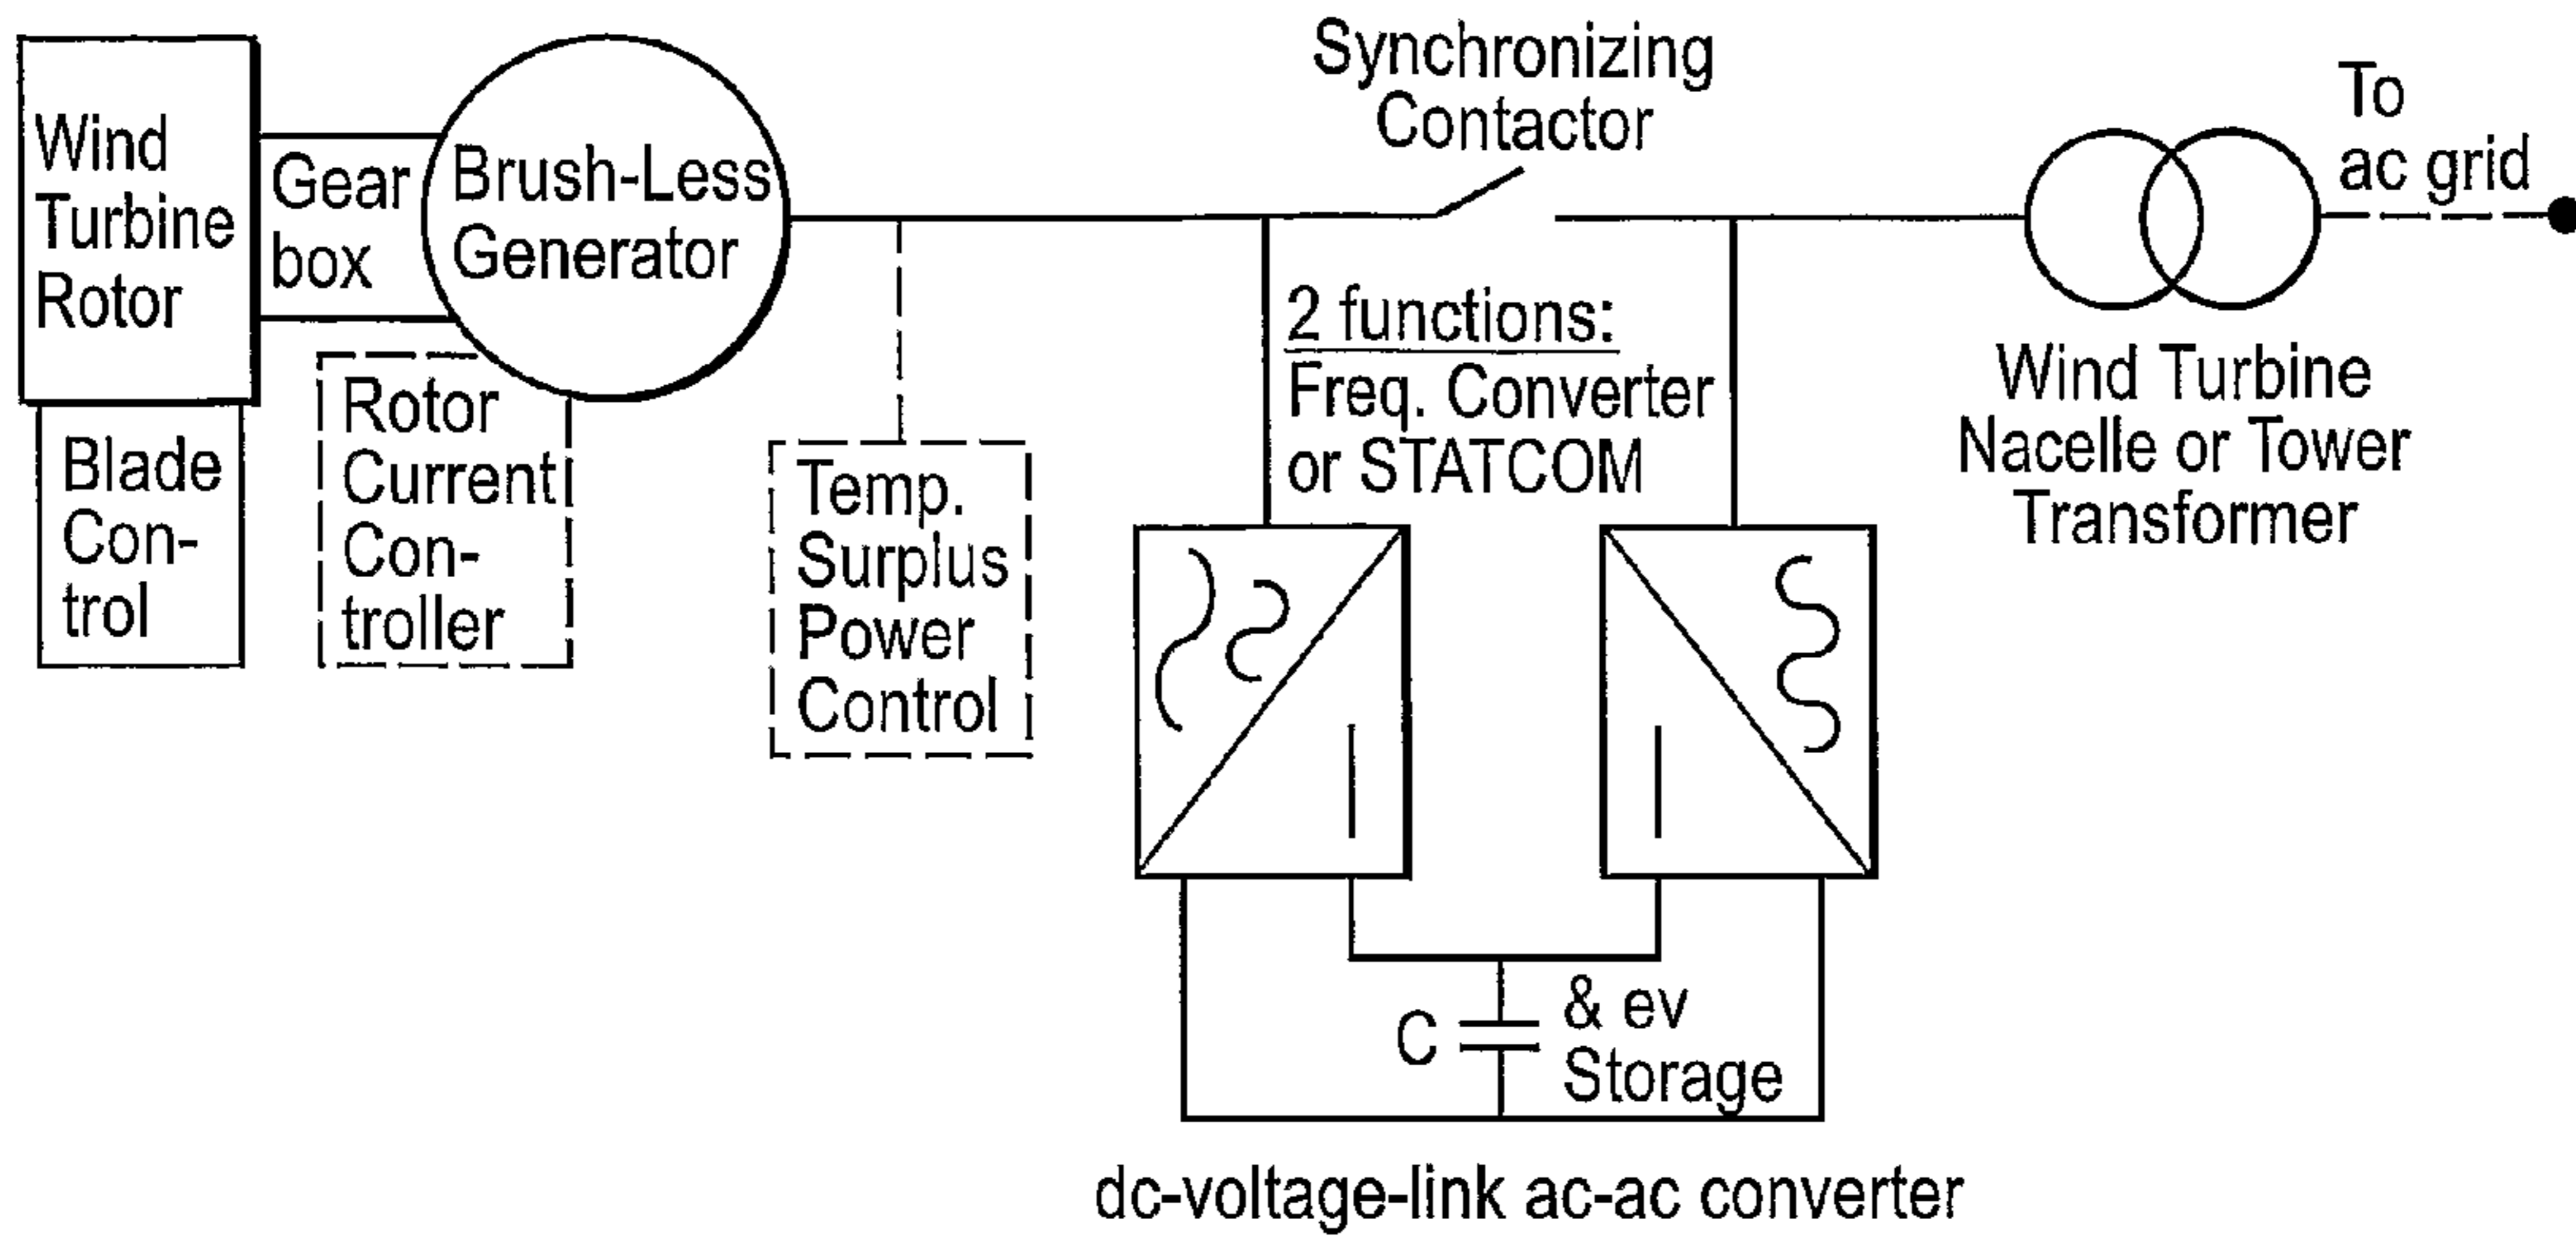 Wind
Turbine
Rotor
Gear
box
Brush-Less
Generator
Blade
Con-
trol
Rotor
Current
Con-
troller
Temp.
Surplus
Power
Control
Synchronizing
Contactor
2 functions:
Freq. Converter
or STATCOM
To
ac grid
Wind Turbine
Nacelle or Tower
Transformer
C
& ev
Storage
dc-voltage-link ac-ac converter